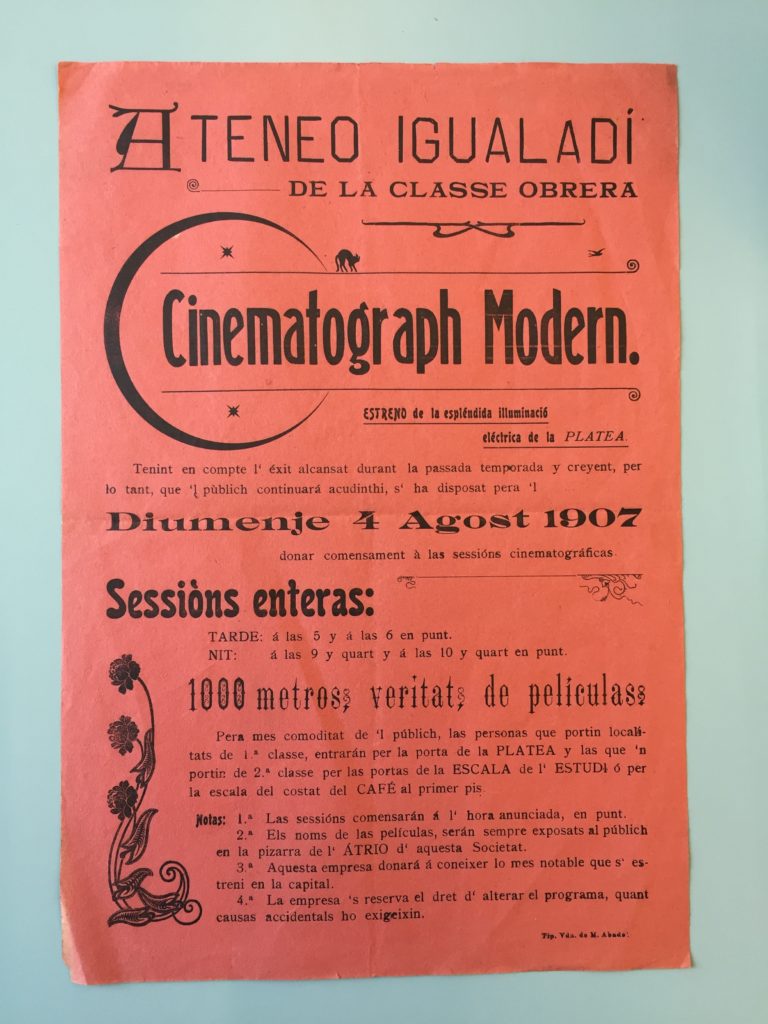 ATENEO IGUALADÍ
DE LA CLASSE OBRERA
Cinematograph Modern.
ESTRENO de la espléndida illuminació
eléctrica de la PLATEA.
Tenint en compte l' éxit alcansat durant la passada temporada y creyent, per
lo tant, que 'l pùblich continuará acudinthi, s' ha disposat pera 'l
Diumenje 4 Agost 1907
donar comensament à las sessións cinematográficas.
Sessiòns enteras:
TARDE: á las 5 y á las 6 en punt.
NIT: á las 9 y quart y á las 10 y quart en punt.
1000 metros, veritat, de películas,
Pera mes comoditat de 'l públich, las personas que portin locali-
tats de 1.ª classe, entrarán per la porta de la PLATEA y las que 'n
portin de 2.ª classe per las portas de la ESCALA de l' ESTUDI ó per
la escala del costat del CAFÉ al primer pis
Notas: 1.ª Las sessións comensarán á l' hora anunciada, en punt.
2.ª Els noms de las películas, serán sempre exposats al públich
en la pizarra de l' ÁTRIO d' aquesta Societat.
3.ª Aquesta empresa donará á coneixer lo mes notable que s' es-
treni en la capital.
4.ª La empresa 's reserva el dret d' alterar el programa, quant
causas accidentals ho exigeixin.
Tip. Vda. de M. Abadal